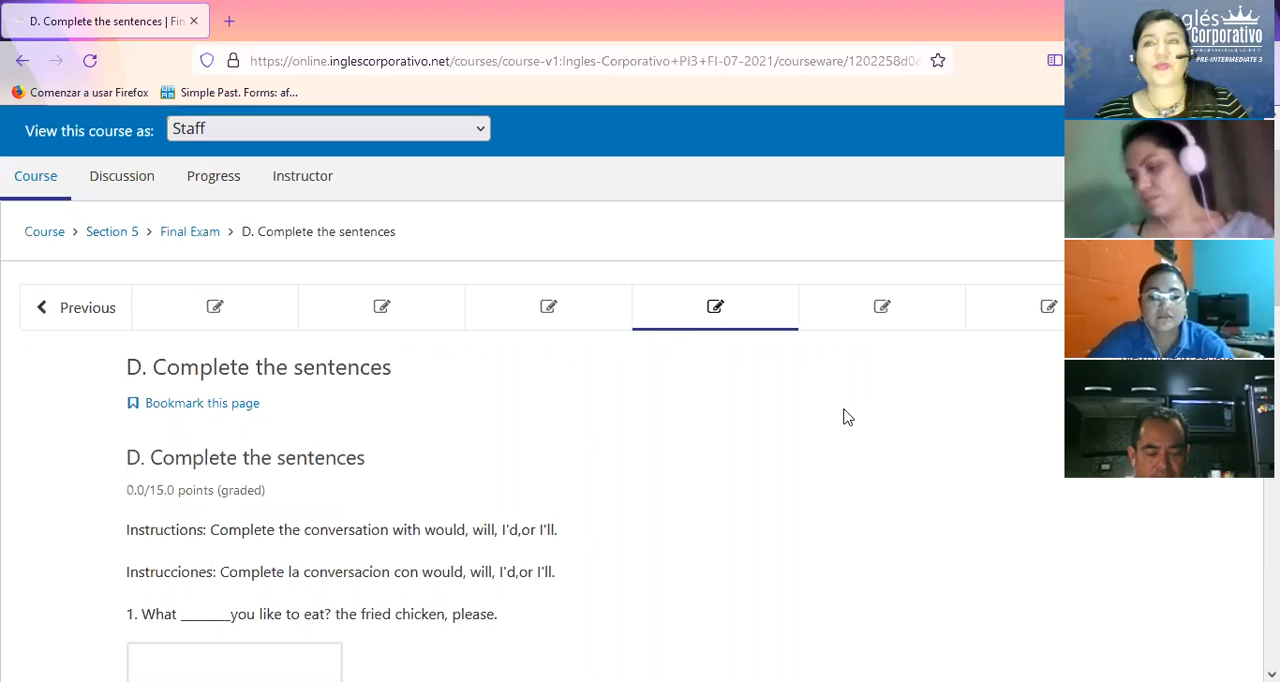 D. Complete the sentences | Fin
https://online.inglescorporativo.net/courses/course-v1:Ingles-Corporativo+PI3+FI-07-2021/courseware/1202258d0c
Comenzar a usar Firefox
Simple Past. Forms: af...
View this course as:
Staff
Course
Discussion
Progress
Instructor
Course > Section 5 > Final Exam > D. Complete the sentences
Previous
D. Complete the sentences
Bookmark this page
D. Complete the sentences
0.0/15.0 points (graded)
Instructions: Complete the conversation with would, will, I'd,or I'll.
Instrucciones: Complete la conversacion con would, will, I'd,or I'll.
1. What _______you like to eat? the fried chicken, please.
glés
Corporativo
PRE-INTERMEDIATE 3